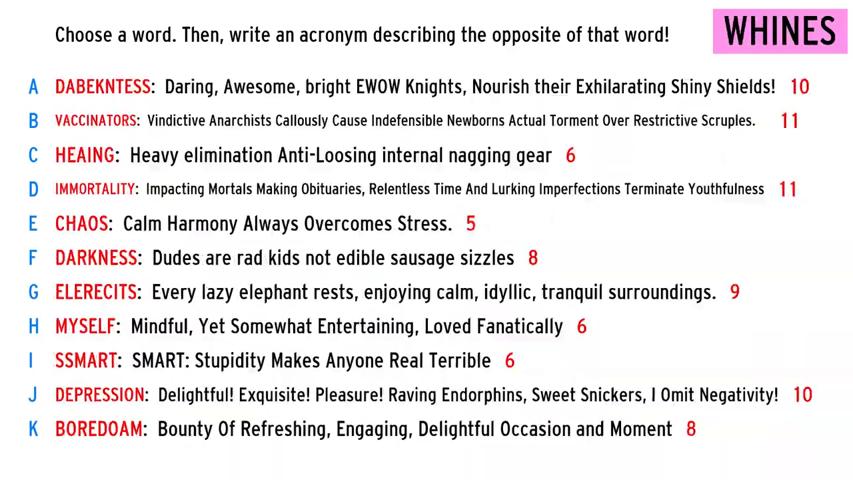 Choose a word. Then, write an acronym describing the opposite of that word!
WHINES
A DABEKNTESS: Daring, Awesome, bright EWOW Knights, Nourish their Exhilarating Shiny Shields! 10
B VACCINATORS: Vindictive Anarchists Callously Cause Indefensible Newborns Actual Torment Over Restrictive Scruples. 11
C HEAING: Heavy elimination Anti-Loosing internal nagging gear 6
D IMMORTALITY: Impacting Mortals Making Obituaries, Relentless Time And Lurking Imperfections Terminate Youthfulness 11
E CHAOS: Calm Harmony Always Overcomes Stress. 5
F DARKNESS: Dudes are rad kids not edible sausage sizzles 8
G ELERECITS: Every lazy elephant rests, enjoying calm, idyllic, tranquil surroundings. 9
H MYSELF: Mindful, Yet Somewhat Entertaining, Loved Fanatically 6
I SSMART: SMART: Stupidity Makes Anyone Real Terrible 6
J DEPRESSION: Delightful! Exquisite! Pleasure! Raving Endorphins, Sweet Snickers, I Omit Negativity! 10
K BOREDOAM: Bounty Of Refreshing, Engaging, Delightful Occasion and Moment 8